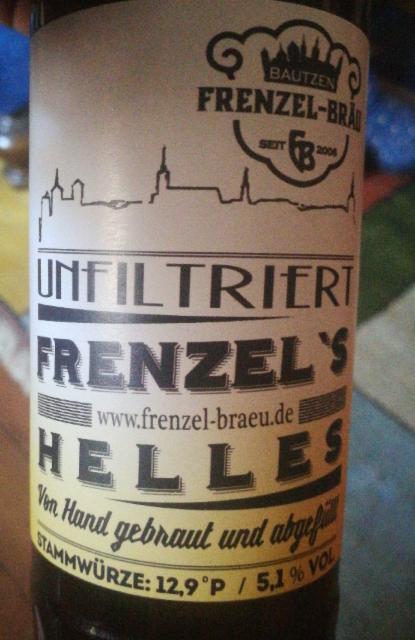 BAUTZEN
FRENZEL-BRÄU
SEIT FB 2006
UNFILTRIERT
FRENZEL`S
www.frenzel-braeu.de
HELLES
Von Hand gebraut und abgefüllt
STAMMWÜRZE: 12,9°P / 5,1% VOL